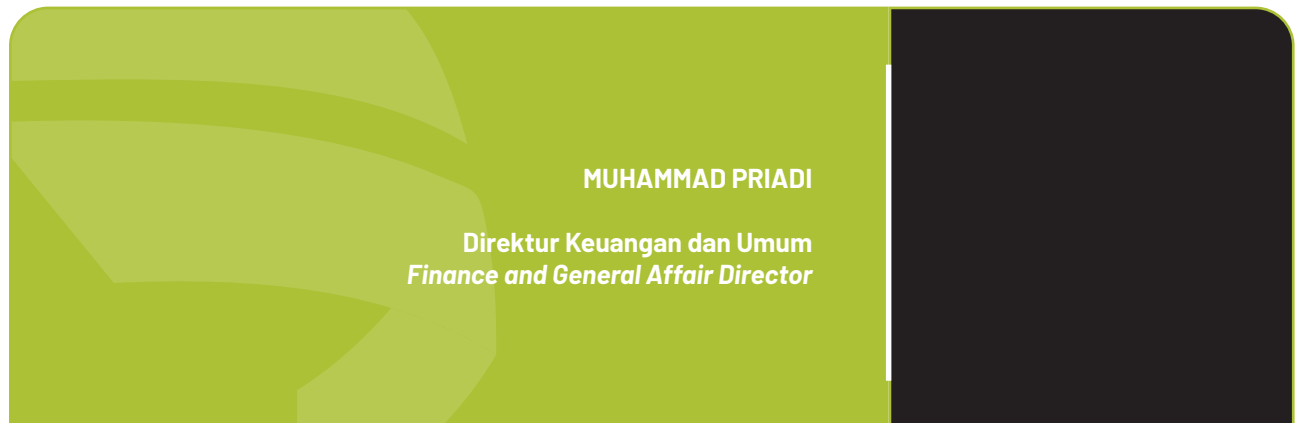 MUHAMMAD PRIADI
Direktur Keuangan dan Umum
Finance and General Affair Director